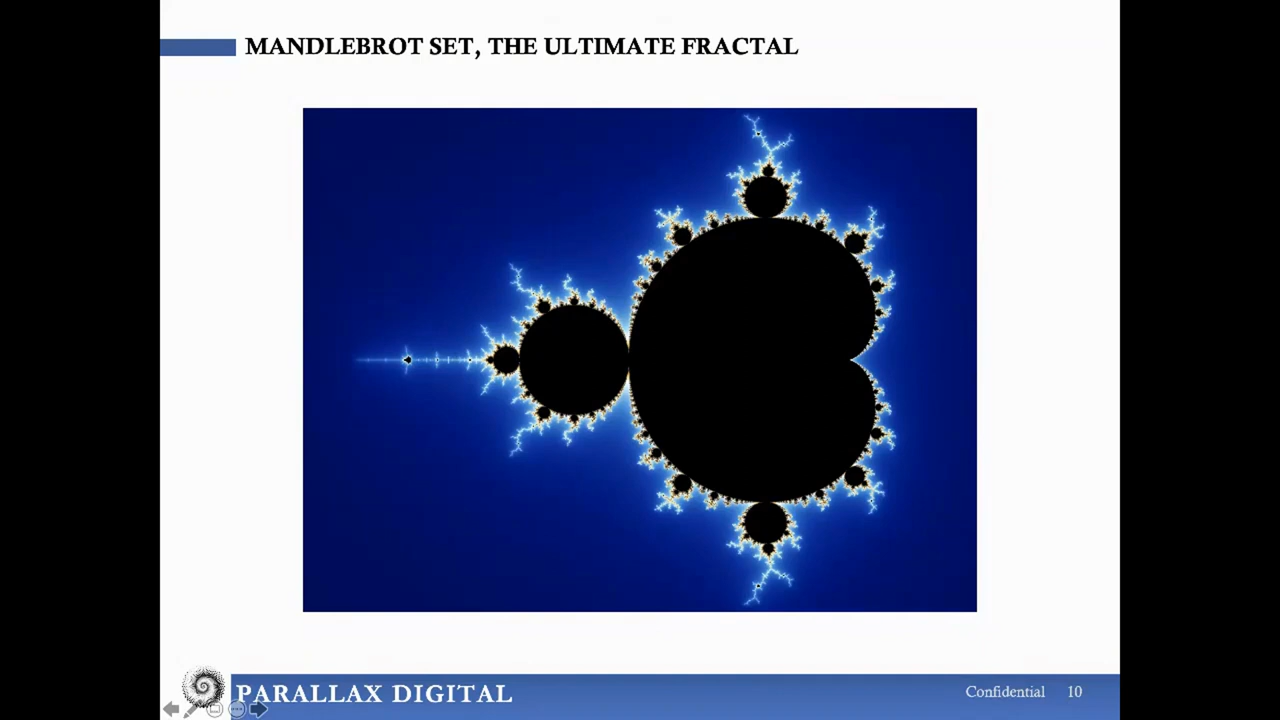 MANDLEBROT SET, THE ULTIMATE FRACTAL
PARALLAX DIGITAL
Confidential 10